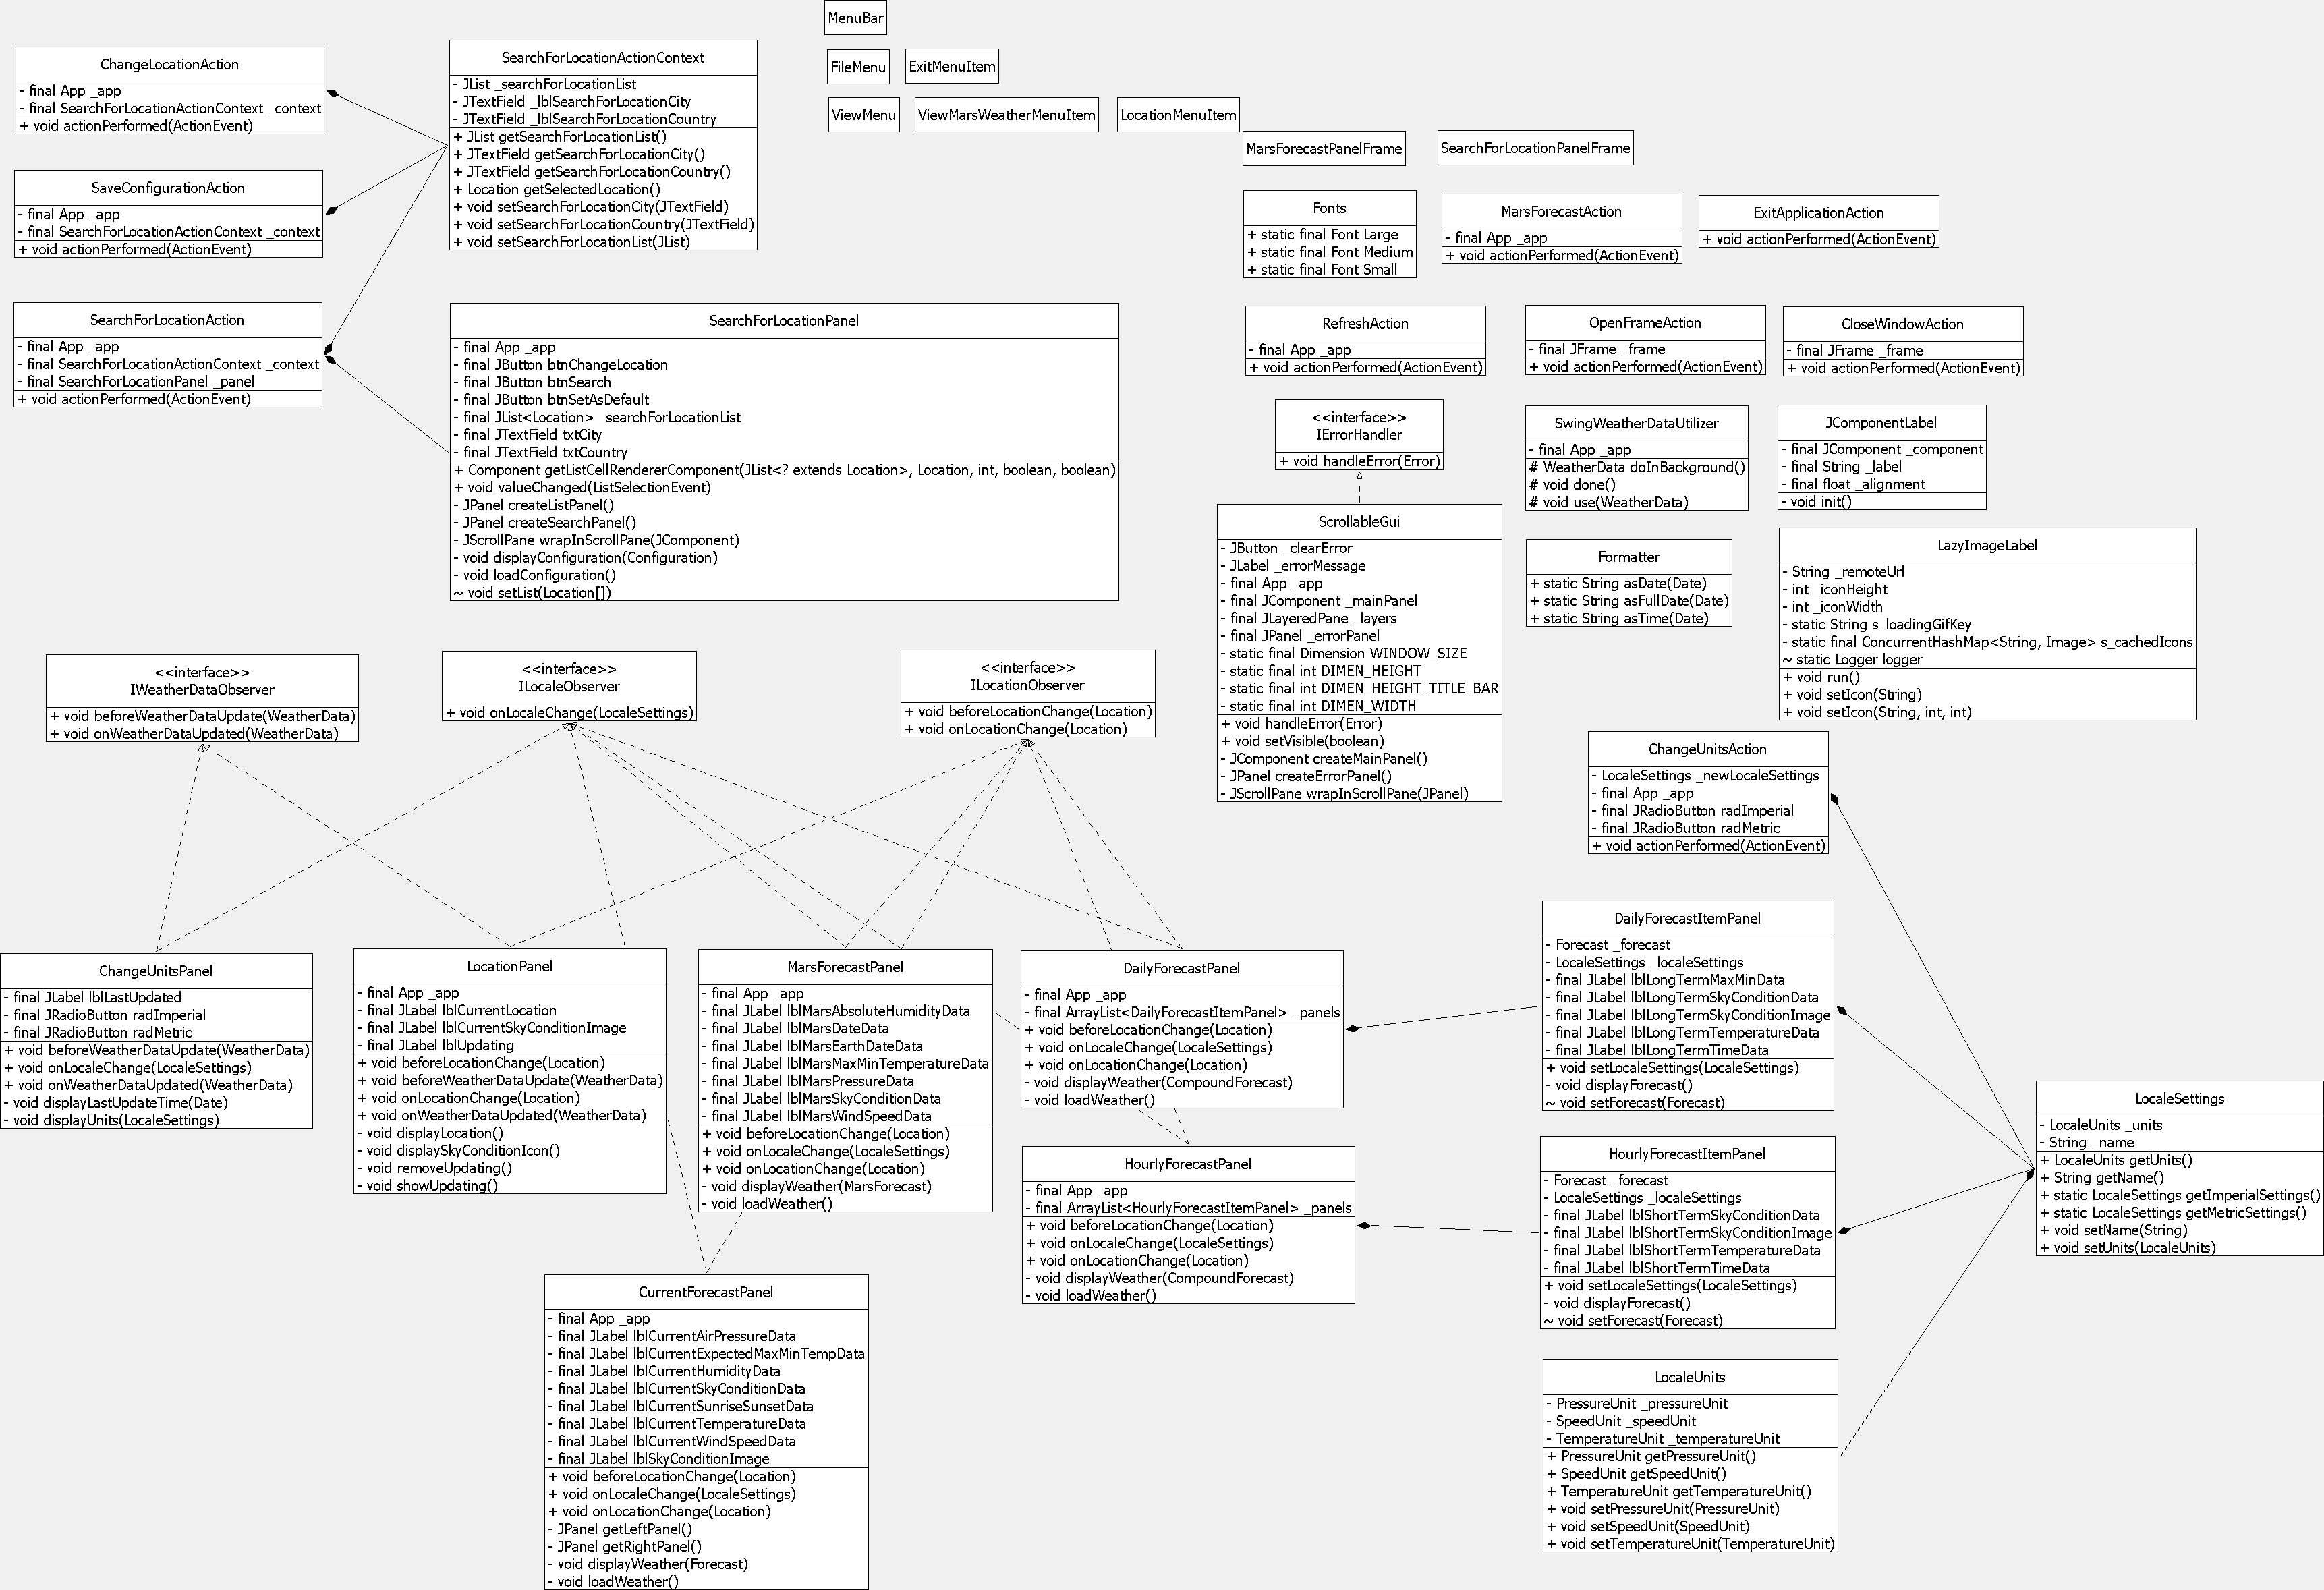 MenuBar
FileMenu
ExitMenuItem
ViewMenu
ViewMarsWeatherMenuItem
LocationMenuItem
MarsForecastPanelFrame
SearchForLocationPanelFrame
ChangeLocationAction
- final App _app
- final SearchForLocationActionContext _context
+ void actionPerformed(ActionEvent)
SearchForLocationActionContext
- JList _searchForLocationList
- JTextField _lblSearchForLocationCity
- JTextField _lblSearchForLocationCountry
+ JList getSearchForLocationList()
+ JTextField getSearchForLocationCity()
+ JTextField getSearchForLocationCountry()
+ Location getSelectedLocation()
+ void setSearchForLocationCity(JTextField)
+ void setSearchForLocationCountry(JTextField)
+ void setSearchForLocationList(JList)
SaveConfigurationAction
- final App _app
- final SearchForLocationActionContext _context
+ void actionPerformed(ActionEvent)
Fonts
+ static final Font Large
+ static final Font Medium
+ static final Font Small
MarsForecastAction
- final App _app
+ void actionPerformed(ActionEvent)
ExitApplicationAction
+ void actionPerformed(ActionEvent)
SearchForLocationAction
- final App _app
- final SearchForLocationActionContext _context
- final SearchForLocationPanel _panel
+ void actionPerformed(ActionEvent)
SearchForLocationPanel
- final App _app
- final JButton btnChangeLocation
- final JButton btnSearch
- final JButton btnSetAsDefault
- final JList<Location> _searchForLocationList
- final JTextField txtCity
- final JTextField txtCountry
+ Component getListCellRendererComponent(JList<? extends Location>, Location, int, boolean, boolean)
+ void valueChanged(ListSelectionEvent)
- JPanel createListPanel()
- JPanel createSearchPanel()
- JScrollPane wrapInScrollPane(JComponent)
- void displayConfiguration(Configuration)
- void loadConfiguration()
~ void setList(Location[])
RefreshAction
- final App _app
+ void actionPerformed(ActionEvent)
OpenFrameAction
- final JFrame _frame
+ void actionPerformed(ActionEvent)
CloseWindowAction
- final JFrame _frame
+ void actionPerformed(ActionEvent)
<<interface>>
IErrorHandler
+ void handleError(Error)
SwingWeatherDataUtilizer
- final App _app
# WeatherData doInBackground()
# void done()
# void use(WeatherData)
JComponentLabel
- final JComponent _component
- final String _label
- final float _alignment
- void init()
ScrollableGui
- JButton _clearError
- JLabel _errorMessage
- final App _app
- final JComponent _mainPanel
- final JLayeredPane _layers
- final JPanel _errorPanel
- static final Dimension WINDOW_SIZE
- static final int DIMEN_HEIGHT
- static final int DIMEN_HEIGHT_TITLE_BAR
- static final int DIMEN_WIDTH
+ void handleError(Error)
+ void setVisible(boolean)
- JComponent createMainPanel()
- JPanel createErrorPanel()
- JScrollPane wrapInScrollPane(JPanel)
Formatter
+ static String asDate(Date)
+ static String asFullDate(Date)
+ static String asTime(Date)
LazyImageLabel
- String _remoteUrl
- int _iconHeight
- int _iconWidth
- static String s_loadingGifKey
- static final ConcurrentHashMap<String, Image> s_cachedIcons
~ static Logger logger
+ void run()
+ void setIcon(String)
+ void setIcon(String, int, int)
<<interface>>
IWeatherDataObserver
+ void beforeWeatherDataUpdate(WeatherData)
+ void onWeatherDataUpdated(WeatherData)
<<interface>>
ILocaleObserver
+ void onLocaleChange(LocaleSettings)
<<interface>>
ILocationObserver
+ void beforeLocationChange(Location)
+ void onLocationChange(Location)
ChangeUnitsAction
- LocaleSettings _newLocaleSettings
- final App _app
- final JRadioButton radImperial
- final JRadioButton radMetric
+ void actionPerformed(ActionEvent)
ChangeUnitsPanel
- final JLabel lblLastUpdated
- final JRadioButton radImperial
- final JRadioButton radMetric
+ void beforeWeatherDataUpdate(WeatherData)
+ void onLocaleChange(LocaleSettings)
+ void onWeatherDataUpdated(WeatherData)
- void displayLastUpdateTime(Date)
- void displayUnits(LocaleSettings)
LocationPanel
- final App _app
- final JLabel lblCurrentLocation
- final JLabel lblCurrentSkyConditionImage
- final JLabel lblUpdating
+ void beforeLocationChange(Location)
+ void beforeWeatherDataUpdate(WeatherData)
+ void onLocationChange(Location)
+ void onWeatherDataUpdated(WeatherData)
- void displayLocation()
- void displaySkyConditionIcon()
- void removeUpdating()
- void showUpdating()
MarsForecastPanel
- final App _app
- final JLabel lblMarsAbsoluteHumidityData
- final JLabel lblMarsDateData
- final JLabel lblMarsEarthDateData
- final JLabel lblMarsMaxMinTemperatureData
- final JLabel lblMarsPressureData
- final JLabel lblMarsSkyConditionData
- final JLabel lblMarsWindSpeedData
+ void beforeLocationChange(Location)
+ void onLocaleChange(LocaleSettings)
+ void onLocationChange(Location)
- void displayWeather(MarsForecast)
- void loadWeather()
DailyForecastPanel
- final App _app
- final ArrayList<DailyForecastItemPanel> _panels
+ void beforeLocationChange(Location)
+ void onLocaleChange(LocaleSettings)
+ void onLocationChange(Location)
- void displayWeather(CompoundForecast)
- void loadWeather()
DailyForecastItemPanel
- Forecast _forecast
- LocaleSettings _localeSettings
- final JLabel lblLongTermMaxMinData
- final JLabel lblLongTermSkyConditionData
- final JLabel lblLongTermSkyConditionImage
- final JLabel lblLongTermTemperatureData
- final JLabel lblLongTermTimeData
+ void setLocaleSettings(LocaleSettings)
- void displayForecast()
~ void setForecast(Forecast)
HourlyForecastPanel
- final App _app
- final ArrayList<HourlyForecastItemPanel> _panels
+ void beforeLocationChange(Location)
+ void onLocaleChange(LocaleSettings)
+ void onLocationChange(Location)
- void displayWeather(CompoundForecast)
- void loadWeather()
HourlyForecastItemPanel
- Forecast _forecast
- LocaleSettings _localeSettings
- final JLabel lblShortTermSkyConditionData
- final JLabel lblShortTermSkyConditionImage
- final JLabel lblShortTermTemperatureData
- final JLabel lblShortTermTimeData
+ void setLocaleSettings(LocaleSettings)
- void displayForecast()
~ void setForecast(Forecast)
LocaleSettings
- LocaleUnits _units
- String _name
+ LocaleUnits getUnits()
+ String getName()
+ static LocaleSettings getImperialSettings()
+ static LocaleSettings getMetricSettings()
+ void setName(String)
+ void setUnits(LocaleUnits)
CurrentForecastPanel
- final App _app
- final JLabel lblCurrentAirPressureData
- final JLabel lblCurrentExpectedMaxMinTempData
- final JLabel lblCurrentHumidityData
- final JLabel lblCurrentSkyConditionData
- final JLabel lblCurrentSunriseSunsetData
- final JLabel lblCurrentTemperatureData
- final JLabel lblCurrentWindSpeedData
- final JLabel lblSkyConditionImage
+ void beforeLocationChange(Location)
+ void onLocaleChange(LocaleSettings)
+ void onLocationChange(Location)
- JPanel getLeftPanel()
- JPanel getRightPanel()
- void displayWeather(Forecast)
- void loadWeather()
LocaleUnits
- PressureUnit _pressureUnit
- SpeedUnit _speedUnit
- TemperatureUnit _temperatureUnit
+ PressureUnit getPressureUnit()
+ SpeedUnit getSpeedUnit()
+ TemperatureUnit getTemperatureUnit()
+ void setPressureUnit(PressureUnit)
+ void setSpeedUnit(SpeedUnit)
+ void setTemperatureUnit(TemperatureUnit)